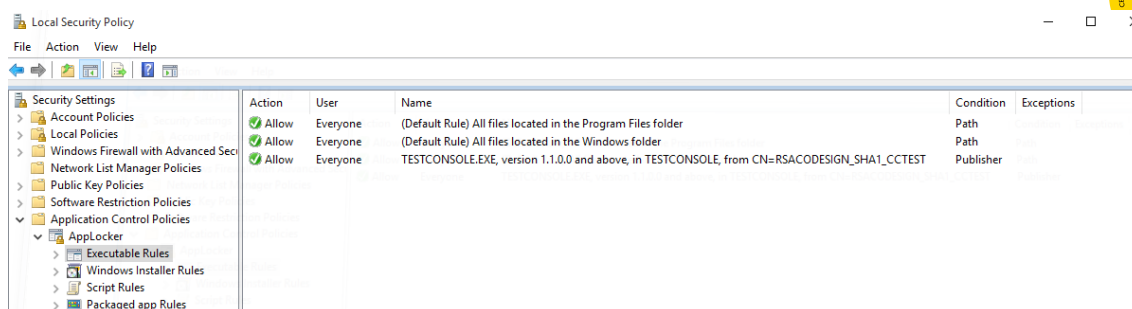 Local Security Policy
File Action View Help
Security Settings
Account Policies
Local Policies
Windows Firewall with Advanced Secu
Network List Manager Policies
Public Key Policies
Software Restriction Policies
Application Control Policies
AppLocker
Executable Rules
Windows Installer Rules
Script Rules
Packaged app Rules
Action User Name Condition Exceptions
Allow Everyone (Default Rule) All files located in the Program Files folder Path
Allow Everyone (Default Rule) All files located in the Windows folder Path
Allow Everyone TESTCONSOLE.EXE, version 1.1.0.0 and above, in TESTCONSOLE, from CN=RSACODESIGN_SHA1_CCTEST Publisher